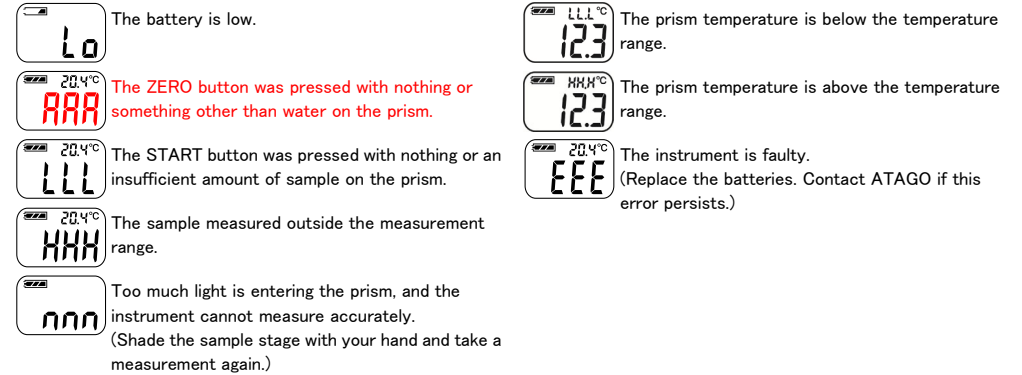 Lo
The battery is low.
20.4°C
AAA
The ZERO button was pressed with nothing or
something other than water on the prism.
20.4°C
LLL
The START button was pressed with nothing or an
insufficient amount of sample on the prism.
20.4°C
HHH
The sample measured outside the measurement
range.
nnn
Too much light is entering the prism, and the
instrument cannot measure accurately.
(Shade the sample stage with your hand and take a
measurement again.)
LL.L°C
12.3
The prism temperature is below the temperature
range.
HH.H°C
12.3
The prism temperature is above the temperature
range.
20.4°C
EEE
The instrument is faulty.
(Replace the batteries. Contact ATAGO if this
error persists.)